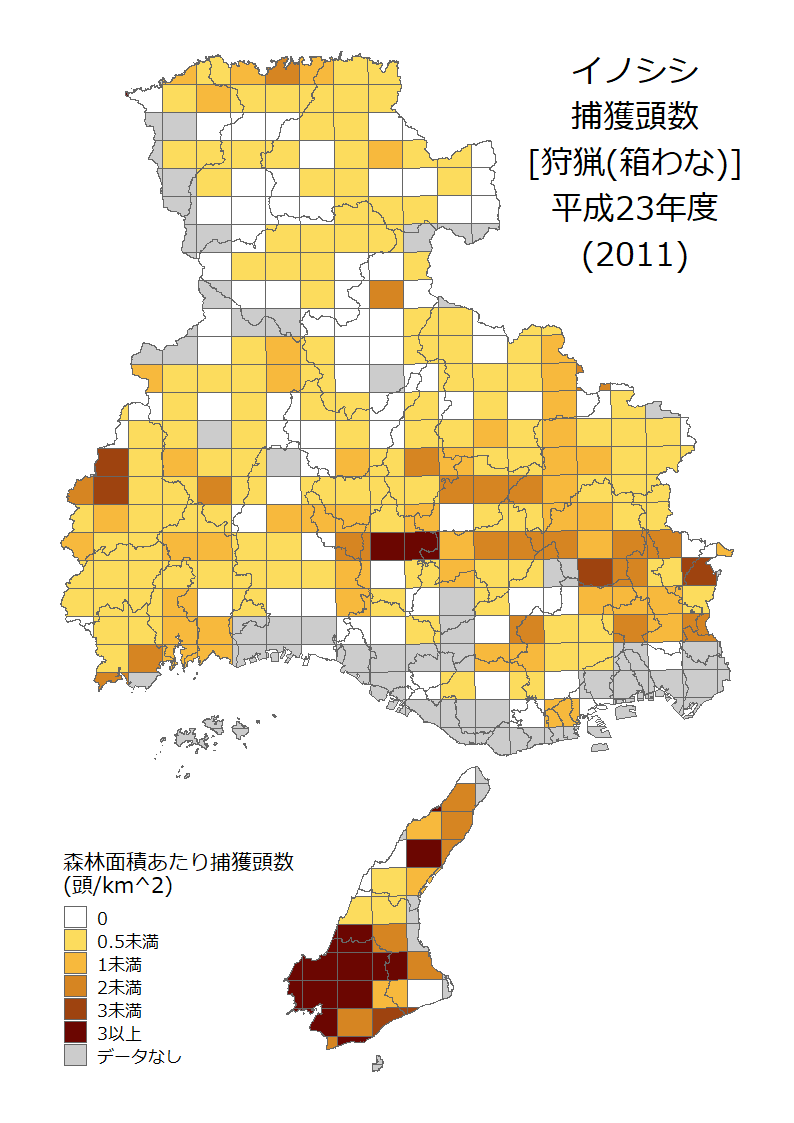 イノシシ
捕獲頭数
[狩猟(箱わな)]
平成23年度
(2011)
森林面積あたり捕獲頭数
(頭/km^2)
0
0.5未満
1未満
2未満
3未満
3以上
データなし